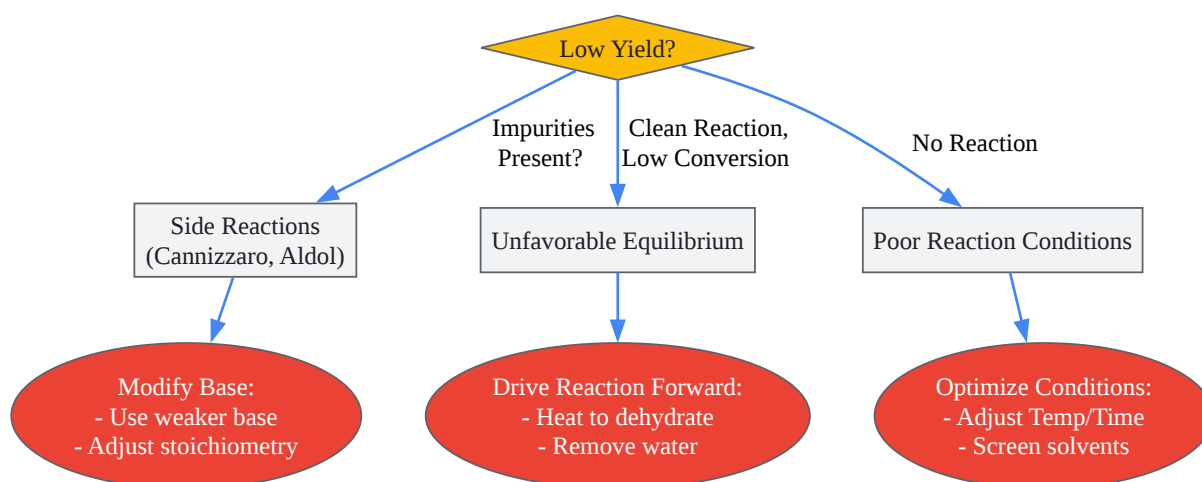 Low Yield?
Impurities
Present?
Clean Reaction,
Low Conversion
No Reaction
Side Reactions
(Cannizzaro, Aldol)
Unfavorable Equilibrium
Poor Reaction Conditions
Modify Base:
- Use weaker base
- Adjust stoichiometry
Drive Reaction Forward:
- Heat to dehydrate
- Remove water
Optimize Conditions:
- Adjust Temp/Time
- Screen solvents